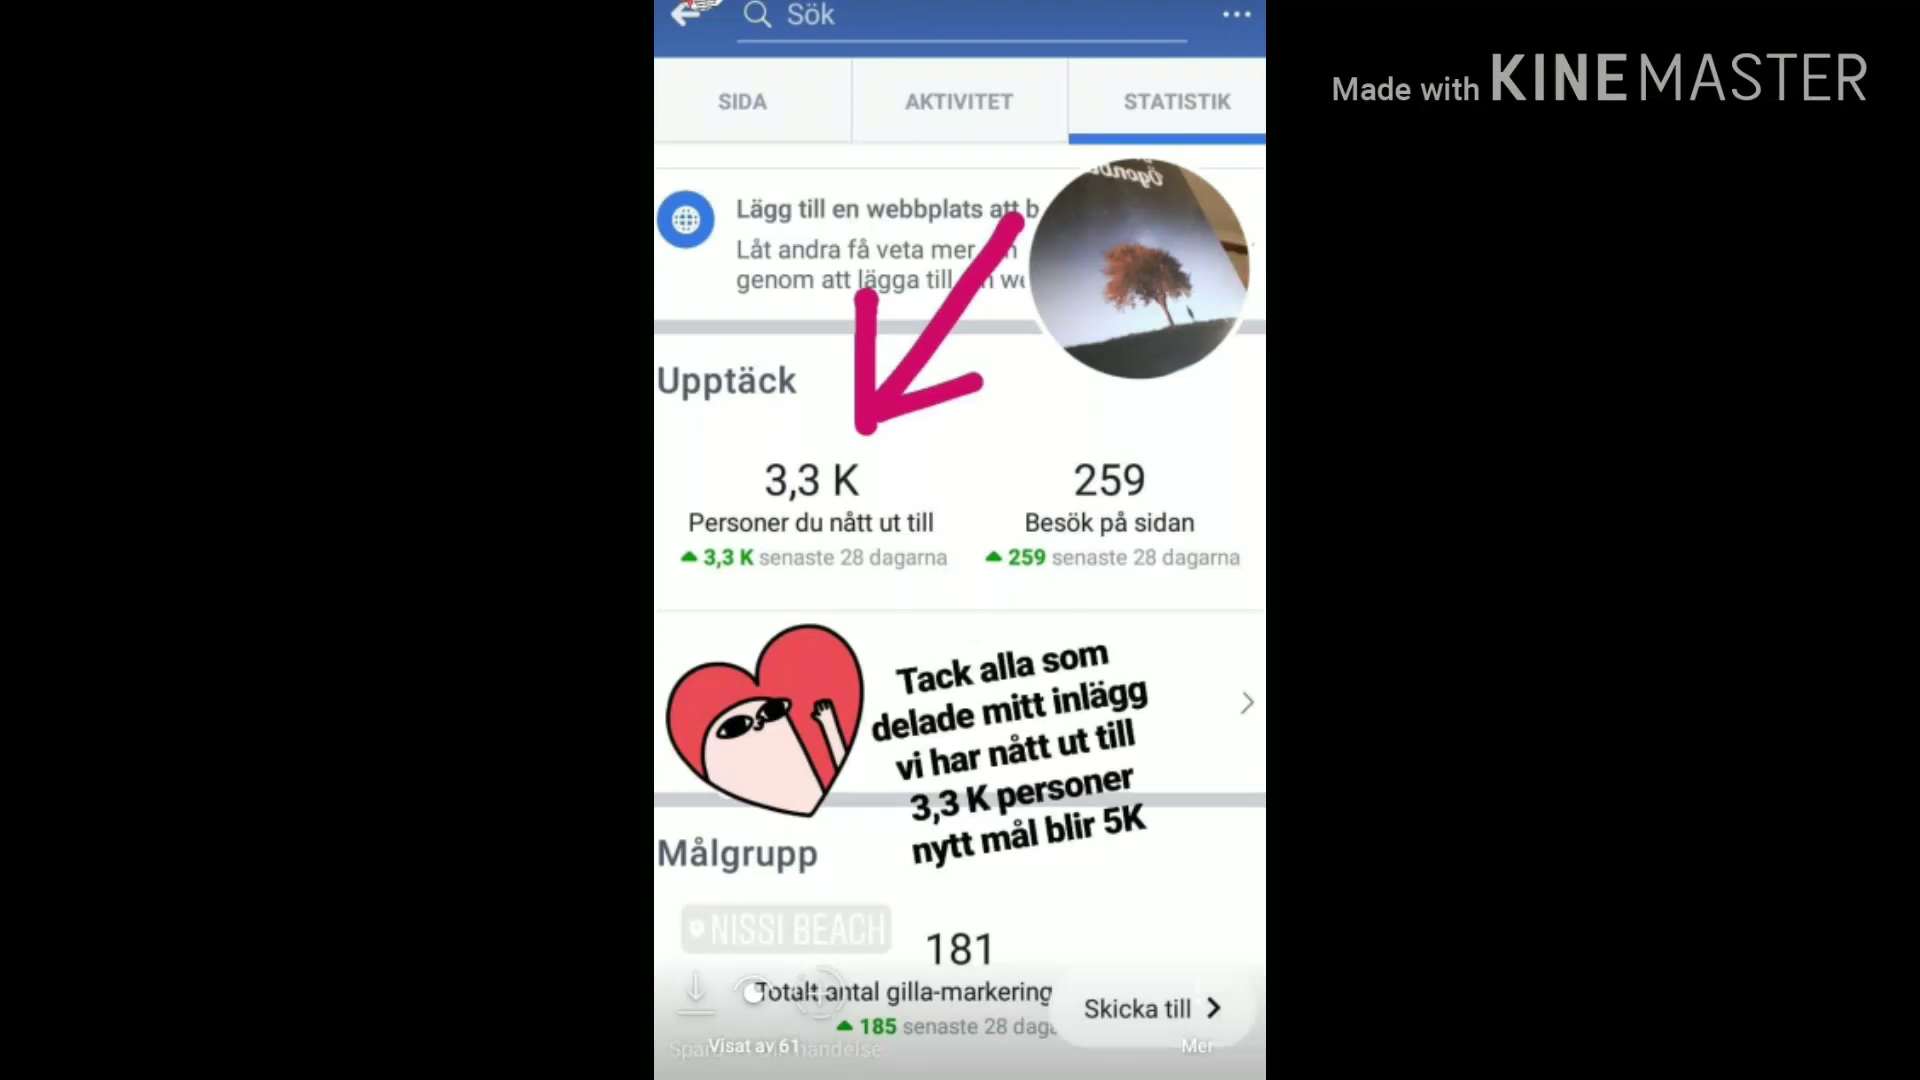 Sök
Made with KINEMASTER
SIDA
AKTIVITET
STATISTIK
Lägg till en webbplats att b
Låt andra få veta mer
genom att lägga till
Upptäck
3,3 K
259
Personer du nått ut till
Besök på sidan
3,3 K senaste 28 dagarna
259 senaste 28 dagarna
Tack alla som
delade mitt inlägg
vi har nått ut till
3,3 K personer
nytt mål blir 5K
Målgrupp
NISSI BEACH
181
Totalt antal gilla-markering
Skicka till
185 senaste 28 daga
Visat av 61
Mer